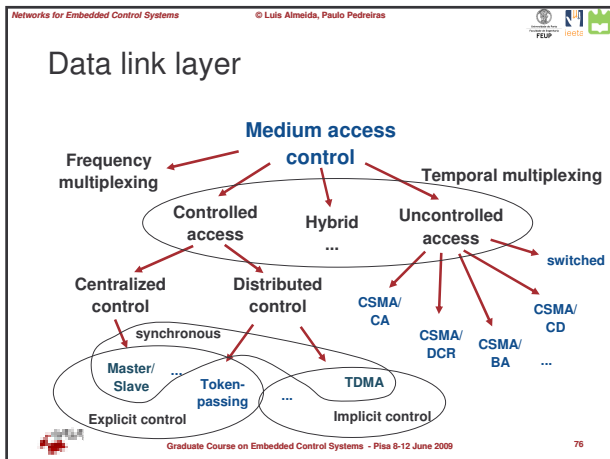 Networks for Embedded Control Systems © Luis Almeida, Paulo Pedreiras
FEUP
ieeta
Data link layer
Medium access
control
Frequency
multiplexing
Temporal multiplexing
Controlled
access
Hybrid
...
Uncontrolled
access
switched
Centralized
control
Distributed
control
CSMA/
CA
CSMA/
DCR
CSMA/
BA
CSMA/
CD
...
synchronous
Master/
Slave
...
Token-
passing
...
TDMA
Explicit control
Implicit control
Graduate Course on Embedded Control Systems - Pisa 8-12 June 2009
76